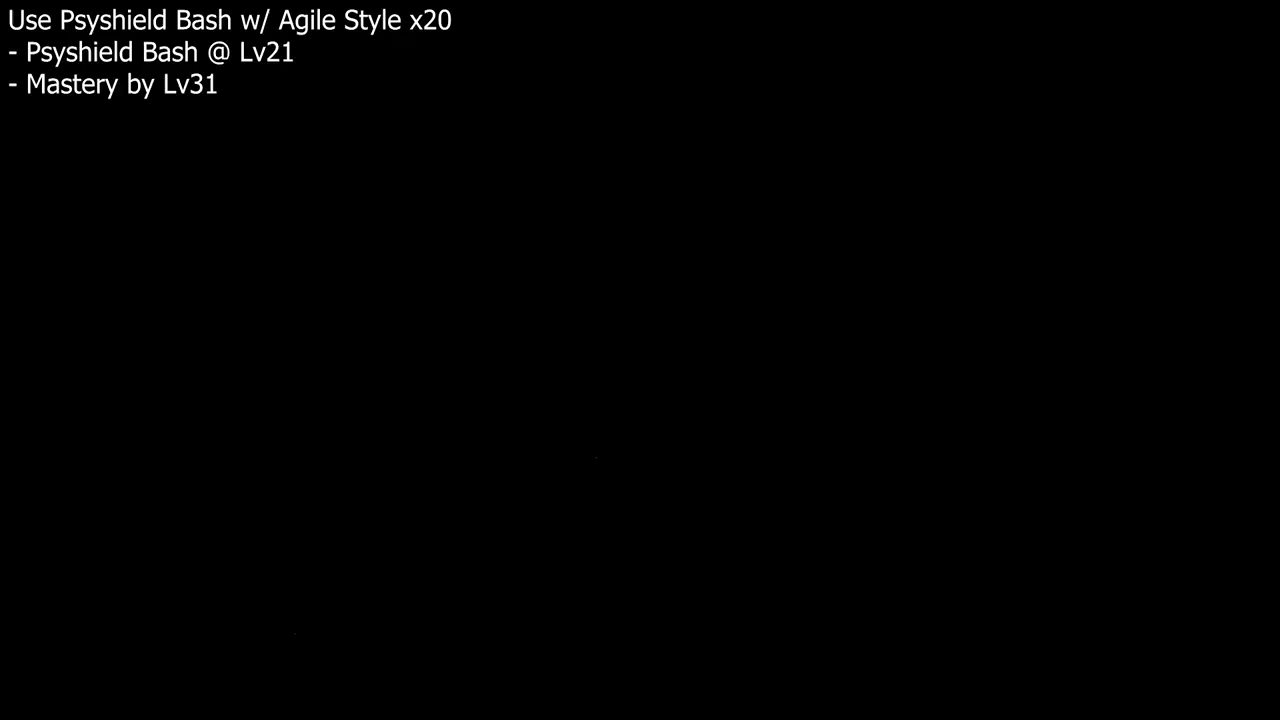 Use Psyshield Bash w/ Agile Style x20
- Psyshield Bash @ Lv21
- Mastery by Lv31